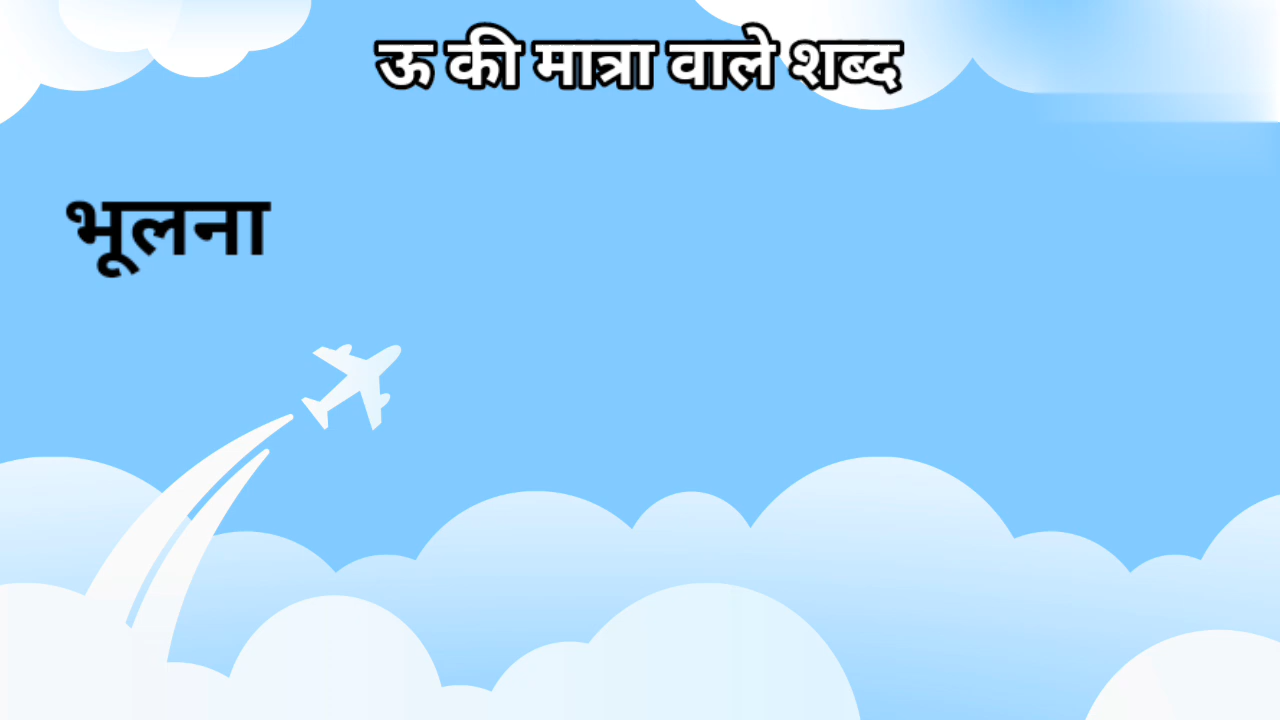 ऊ की मात्रा वाले शब्द
भूलना